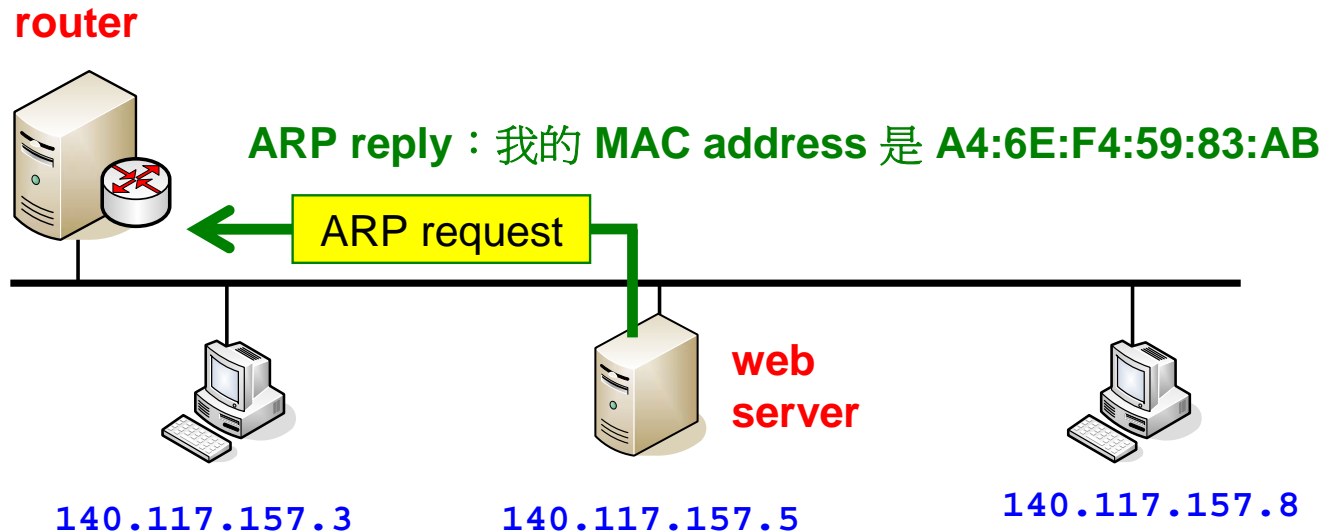 router
ARP reply：我的 MAC address 是 A4:6E:F4:59:83:AB
ARP request
web
server
140.117.157.3
140.117.157.5
140.117.157.8